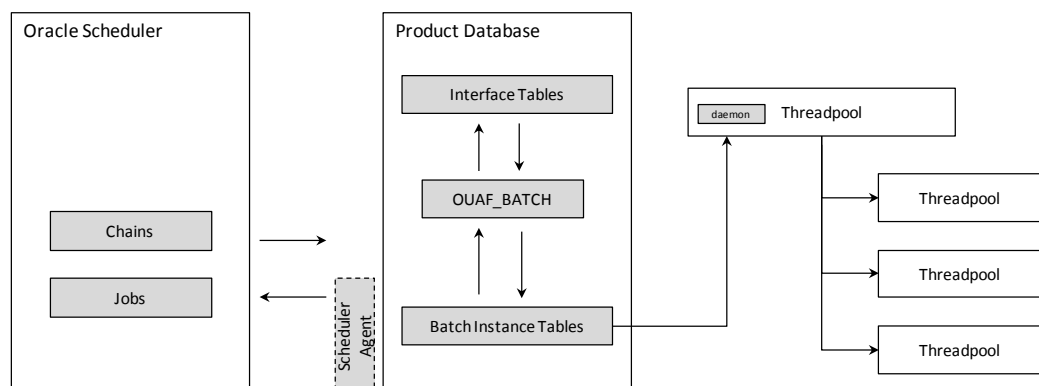 Oracle Scheduler
Chains
Jobs
Scheduler
Agent
Product Database
Interface Tables
OUAF_BATCH
Batch Instance Tables
daemon
Threadpool
Threadpool
Threadpool
Threadpool